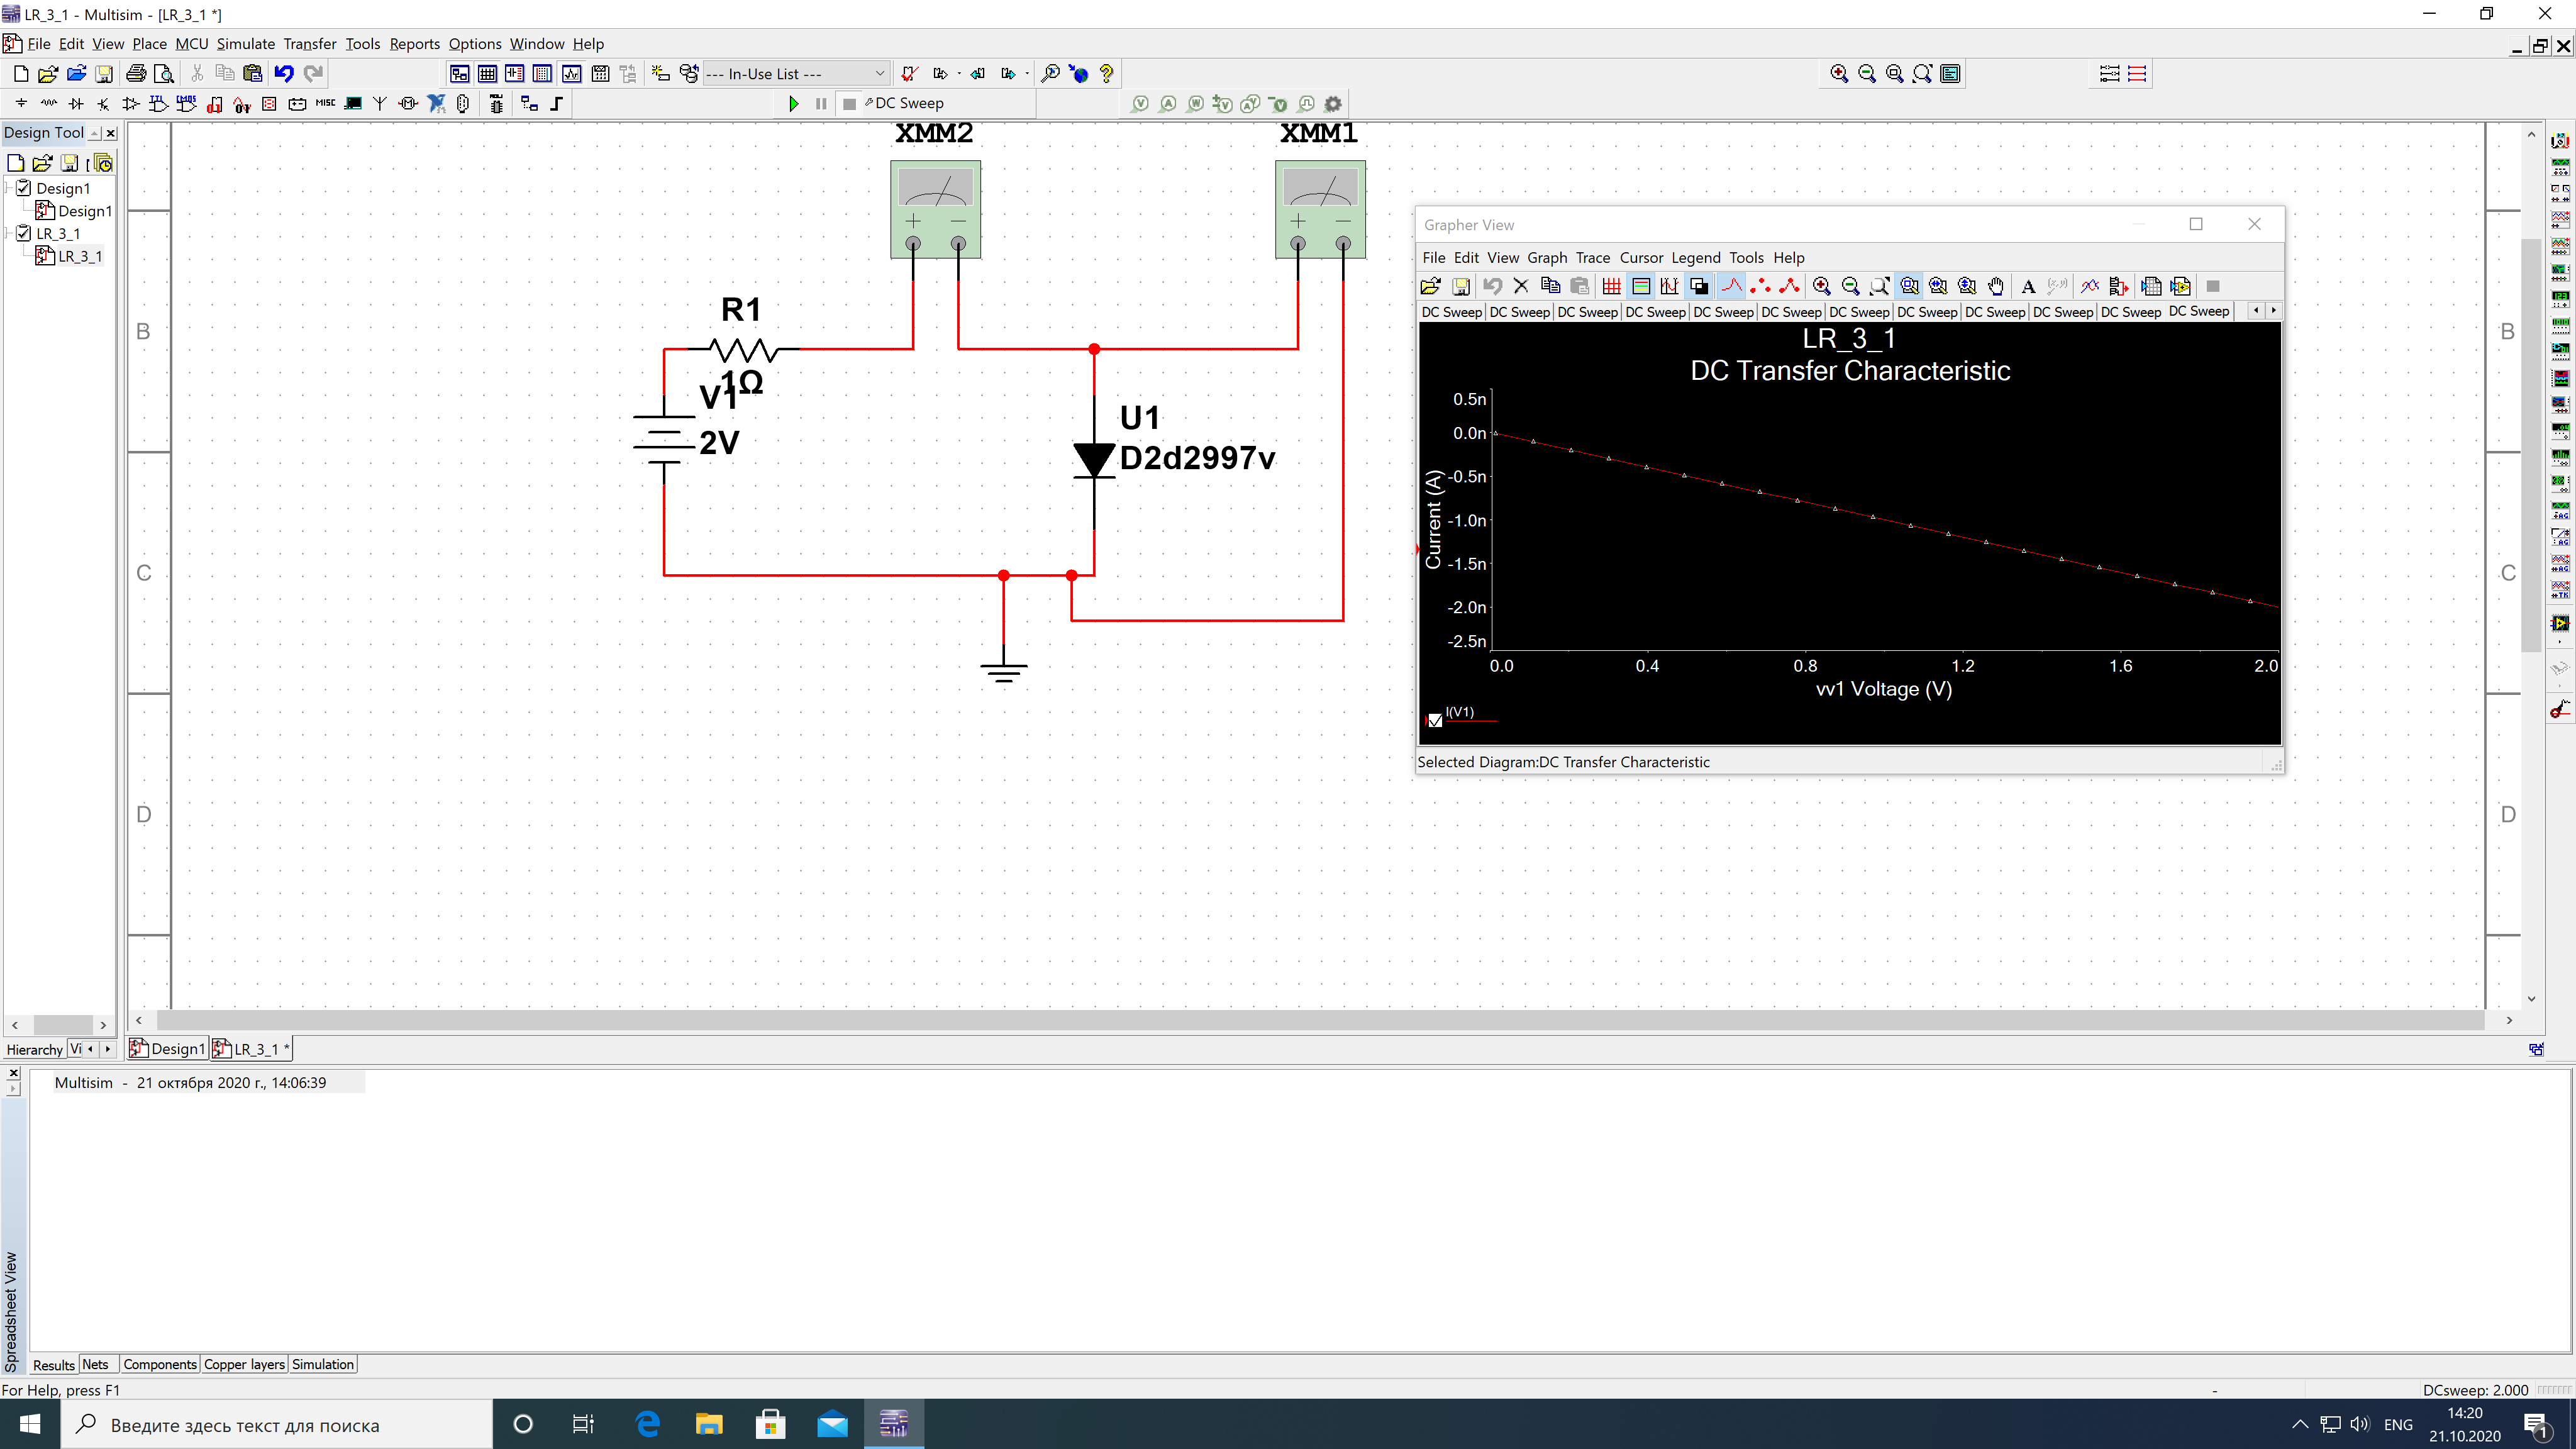 LR_3_1 - Multisim - [LR_3_1 *]
File Edit View Place MCU Simulate Transfer Tools Reports Options Window Help
--- In-Use List ---
MISC
DC Sweep
Design Tool
Design1
Design1
LR_3_1
LR_3_1
Hierarchy Vi
B
C
D
XMM2
XMM1
R1
1Ω
V1
2V
U1
D2d2997v
B
C
D
Grapher View
File Edit View Graph Trace Cursor Legend Tools Help
DC Sweep DC Sweep DC Sweep DC Sweep DC Sweep DC Sweep DC Sweep DC Sweep DC Sweep DC Sweep DC Sweep DC Sweep
LR_3_1
DC Transfer Characteristic
Current (A)
0.5n
0.0n
-0.5n
-1.0n
-1.5n
-2.0n
-2.5n
0.0 0.4 0.8 1.2 1.6 2.0
vv1 Voltage (V)
I(V1)
Selected Diagram:DC Transfer Characteristic
Design1 LR_3_1 *
Multisim - 21 октября 2020 г., 14:06:39
Spreadsheet View
Results Nets Components Copper layers Simulation
For Help, press F1
- DCsweep: 2.000
Введите здесь текст для поиска
ENG
14:20
21.10.2020
1